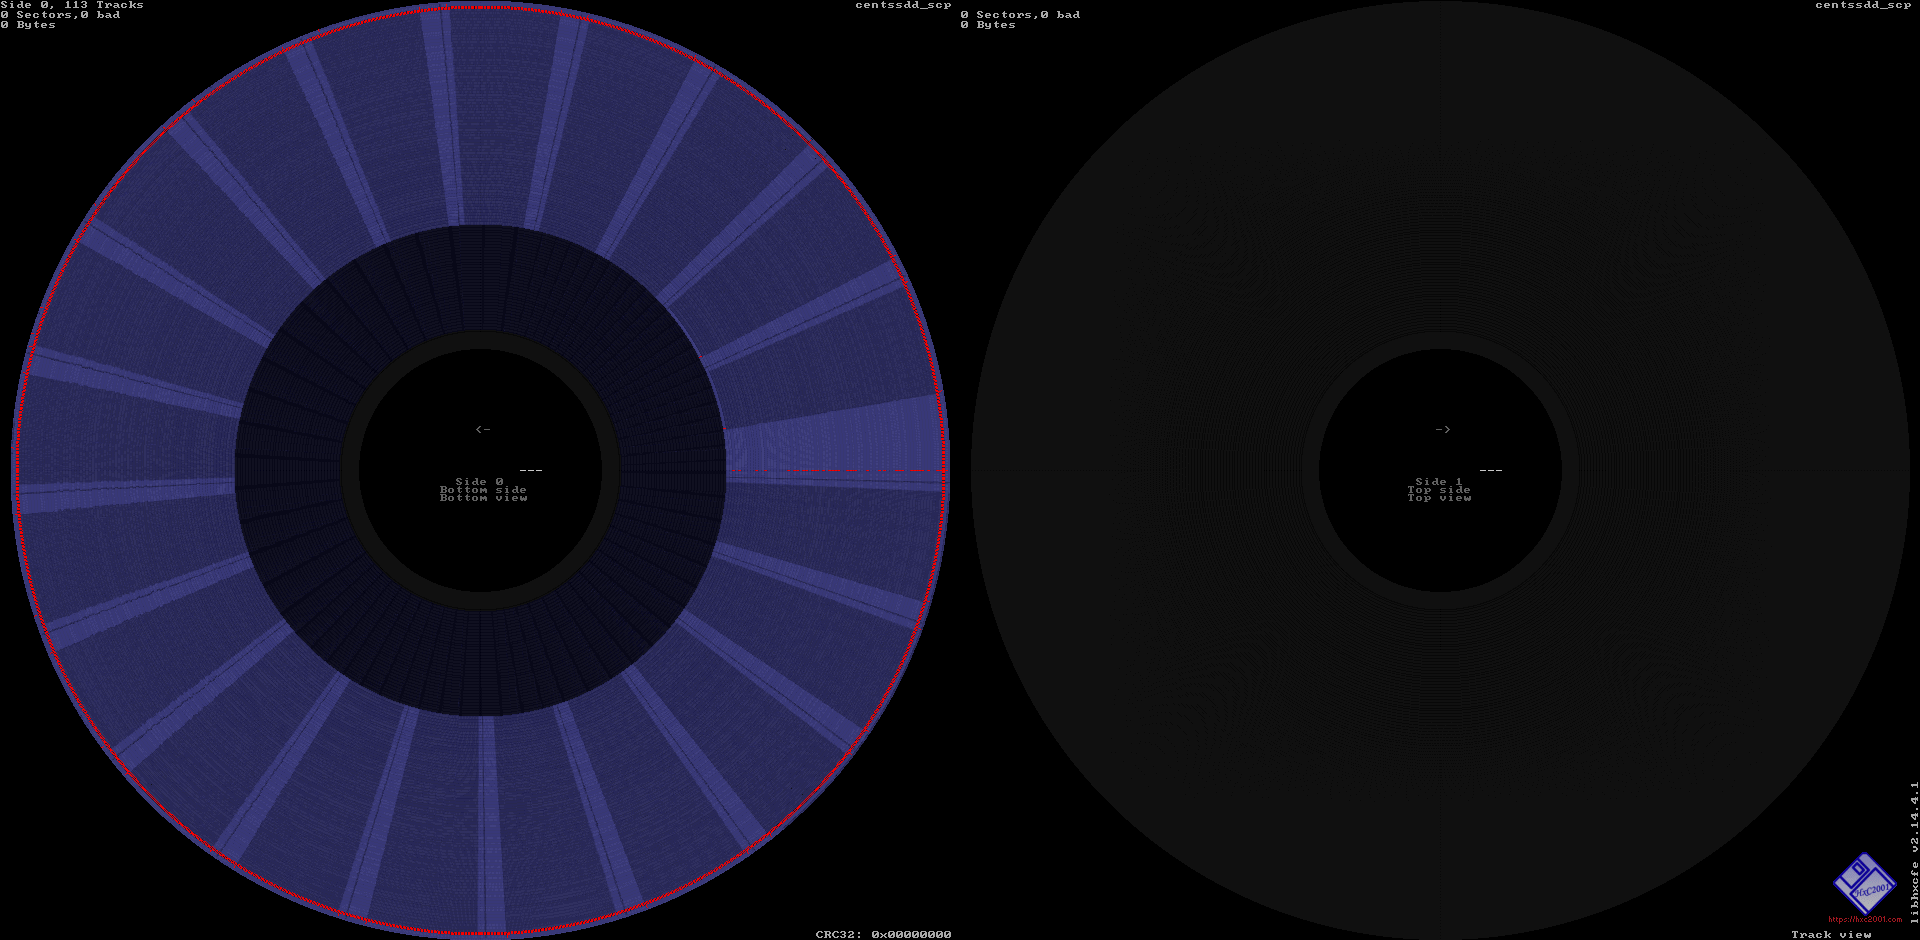 Side 0, 113 Tracks
0 Sectors,0 bad
0 Bytes
centssdd_scp
<-
---
Side 0
Bottom side
Bottom view
CRC32: 0x00000000
0 Sectors,0 bad
0 Bytes
centssdd_scp
->
---
Side 1
Top side
Top view
libhxcfe v2.14.4.1
HxC2001
https://hxc2001.com
Track view